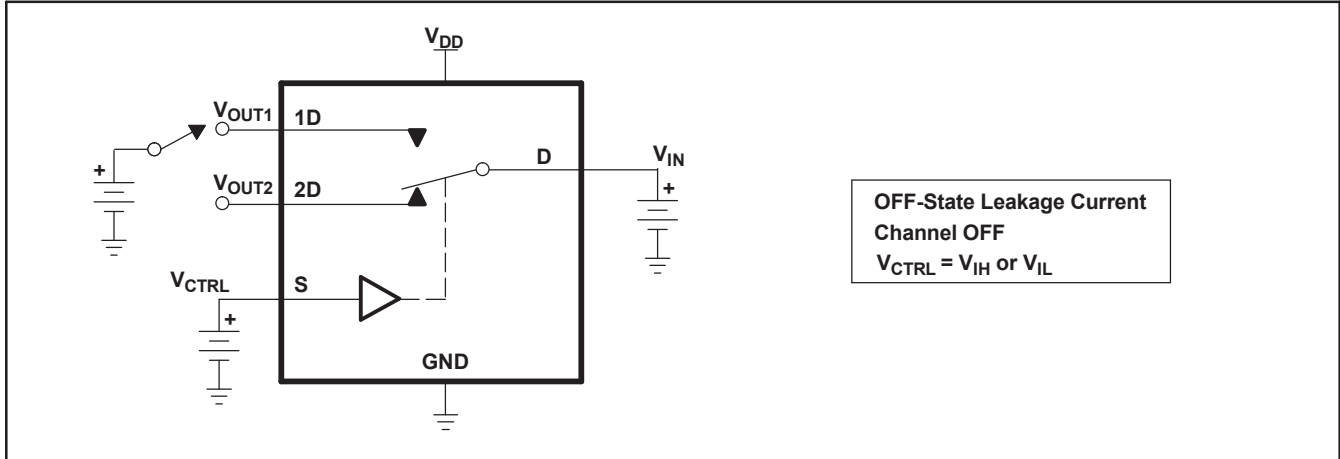 V_DD
V_OUT1 1D
D V_IN
+ V_OUT2 2D +
OFF-State Leakage Current
Channel OFF
V_CTRL = V_IH or V_IL
V_CTRL S
+
GND